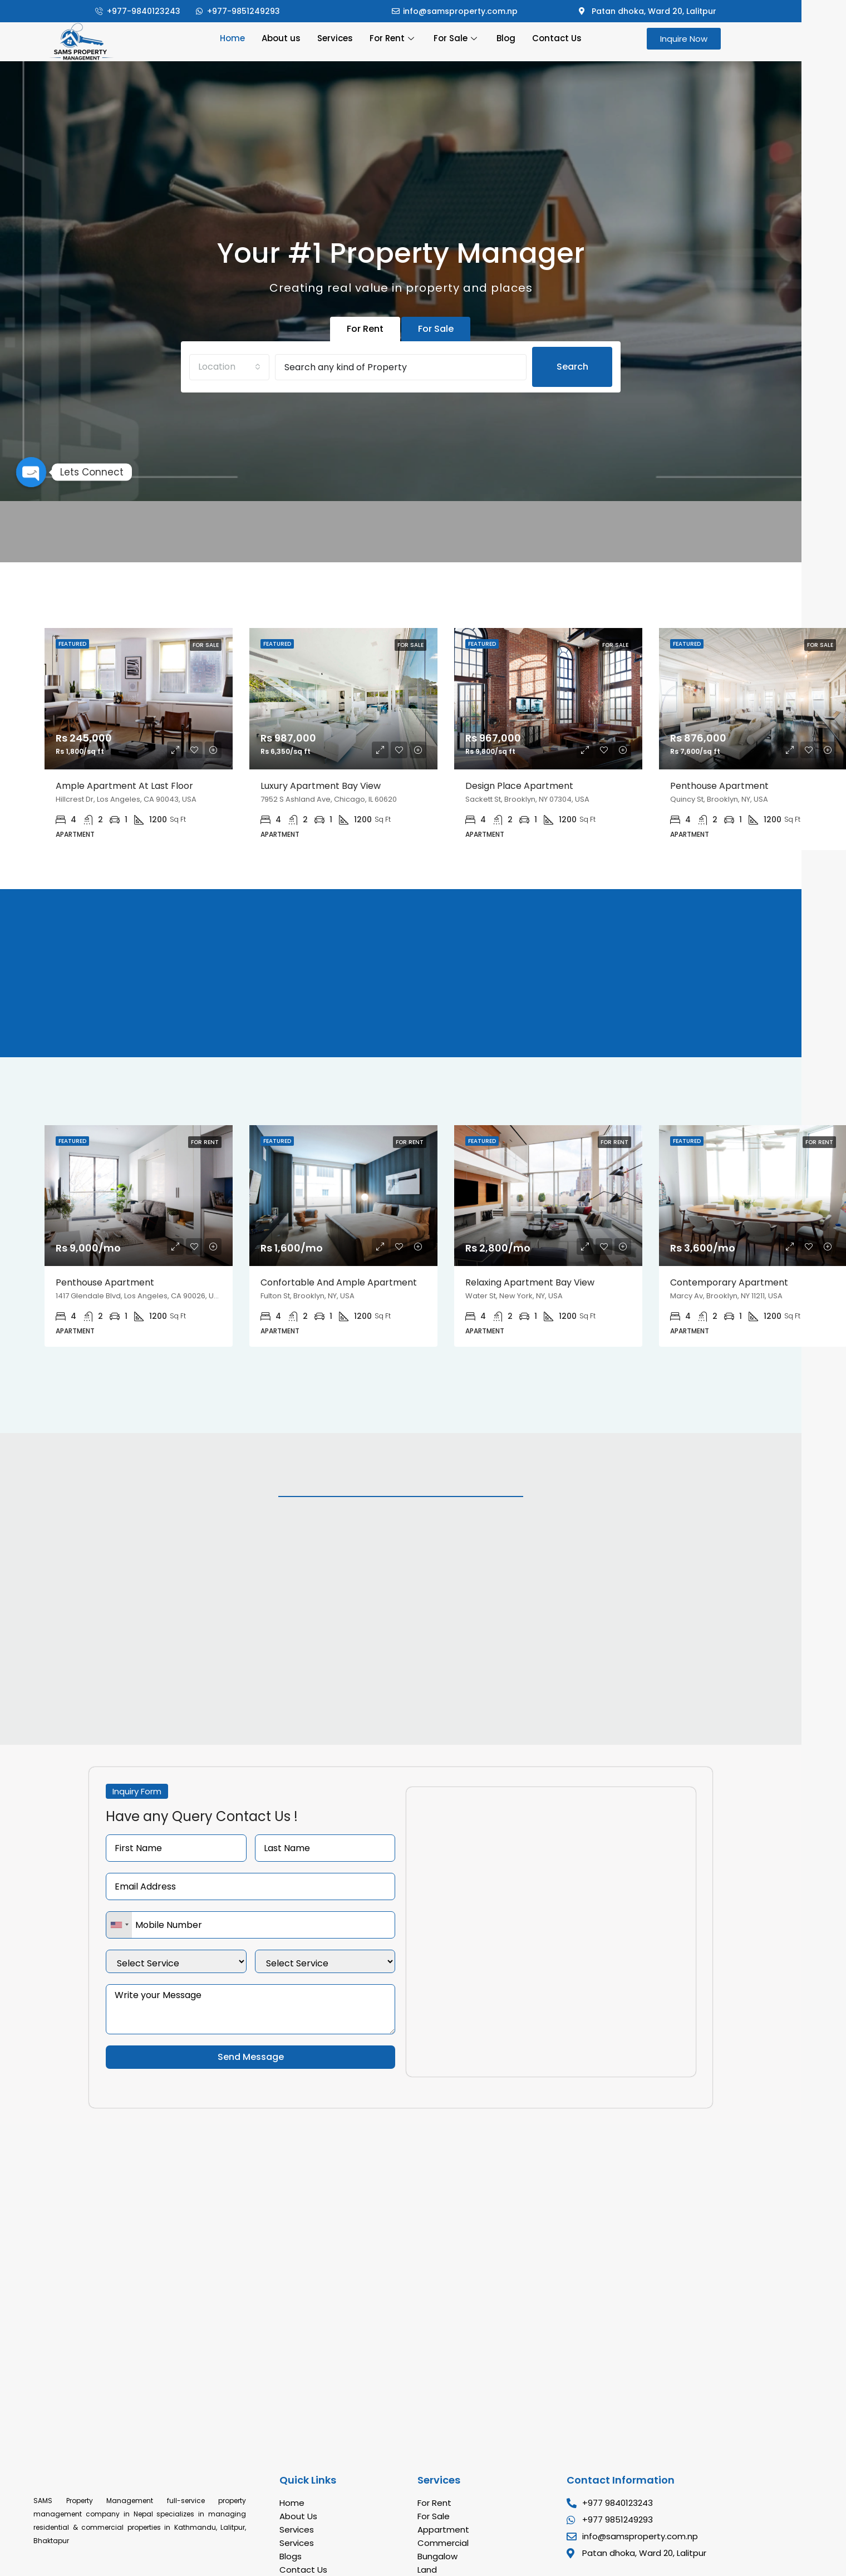 +977-9840123243 +977-9851249293 info@samsproperty.com.np Patan dhoka, Ward 20, Lalitpur
SAMS PROPERTY
MANAGEMENT
Home About us Services For Rent For Sale Blog Contact Us Inquire Now
Your #1 Property Manager
Creating real value in property and places
For Rent For Sale
Location Search any kind of Property Search
Lets Connect
FEATURED FOR SALE
Rs 245,000
Rs 1,800/sq ft
Ample Apartment At Last Floor
Hillcrest Dr, Los Angeles, CA 90043, USA
4 2 1 1200 Sq Ft
APARTMENT
FEATURED FOR SALE
Rs 987,000
Rs 6,350/sq ft
Luxury Apartment Bay View
7952 S Ashland Ave, Chicago, IL 60620
4 2 1 1200 Sq Ft
APARTMENT
FEATURED FOR SALE
Rs 967,000
Rs 9,800/sq ft
Design Place Apartment
Sackett St, Brooklyn, NY 07304, USA
4 2 1 1200 Sq Ft
APARTMENT
FEATURED FOR SALE
Rs 876,000
Rs 7,600/sq ft
Penthouse Apartment
Quincy St, Brooklyn, NY, USA
4 2 1 1200 Sq Ft
APARTMENT
FEATURED FOR RENT
Rs 9,000/mo
Penthouse Apartment
1417 Glendale Blvd, Los Angeles, CA 90026, U...
4 2 1 1200 Sq Ft
APARTMENT
FEATURED FOR RENT
Rs 1,600/mo
Confortable And Ample Apartment
Fulton St, Brooklyn, NY, USA
4 2 1 1200 Sq Ft
APARTMENT
FEATURED FOR RENT
Rs 2,800/mo
Relaxing Apartment Bay View
Water St, New York, NY, USA
4 2 1 1200 Sq Ft
APARTMENT
FEATURED FOR RENT
Rs 3,600/mo
Contemporary Apartment
Marcy Av, Brooklyn, NY 11211, USA
4 2 1 1200 Sq Ft
APARTMENT
Inquiry Form
Have any Query Contact Us !
First Name Last Name
Email Address
Mobile Number
Select Service Select Service
Write your Message
Send Message
SAMS Property Management full-service property
management company in Nepal specializes in managing
residential & commercial properties in Kathmandu, Lalitpur,
Bhaktapur
Quick Links
Home
About Us
Services
Services
Blogs
Contact Us
Services
For Rent
For Sale
Appartment
Commercial
Bungalow
Land
Contact Information
+977 9840123243
+977 9851249293
info@samsproperty.com.np
Patan dhoka, Ward 20, Lalitpur